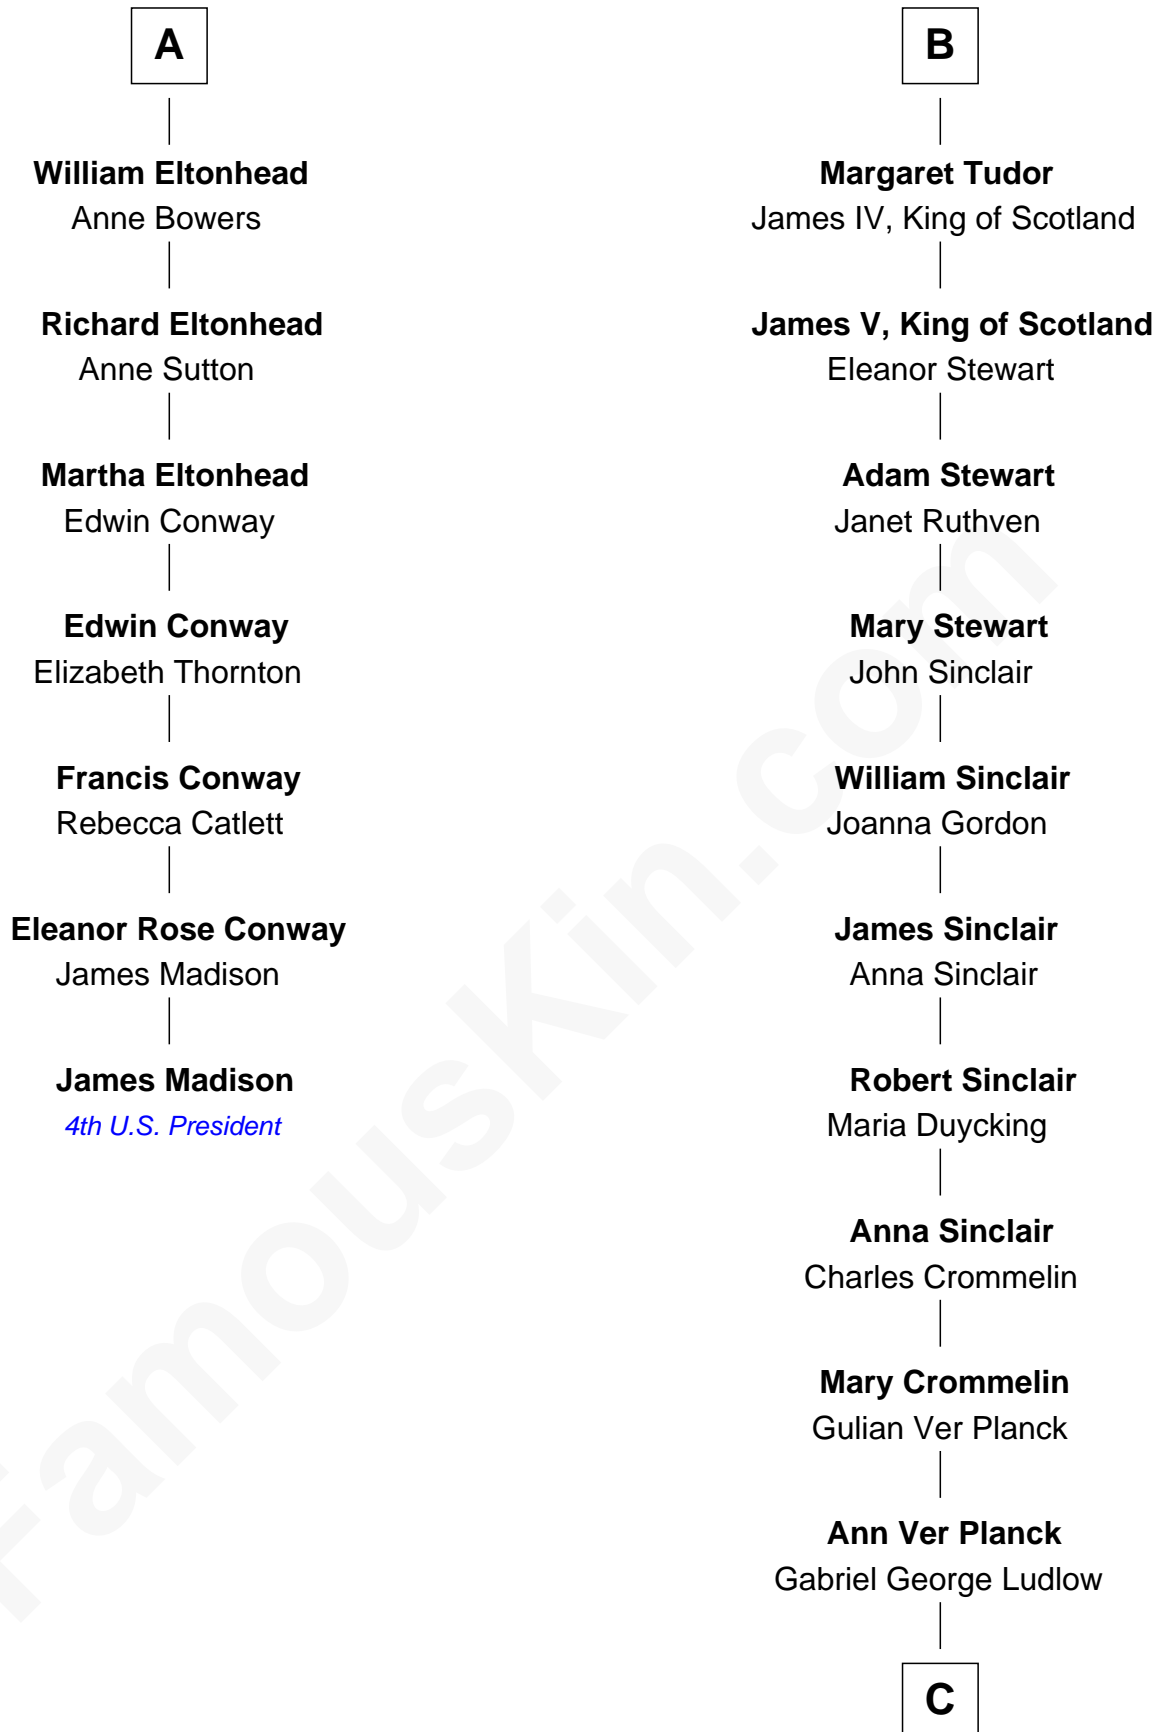 A
William Eltonhead
Anne Bowers
Richard Eltonhead
Anne Sutton
Martha Eltonhead
Edwin Conway
Edwin Conway
Elizabeth Thornton
Francis Conway
Rebecca Catlett
Eleanor Rose Conway
James Madison
James Madison
4th U.S. President
B
Margaret Tudor
James IV, King of Scotland
James V, King of Scotland
Eleanor Stewart
Adam Stewart
Janet Ruthven
Mary Stewart
John Sinclair
William Sinclair
Joanna Gordon
James Sinclair
Anna Sinclair
Robert Sinclair
Maria Duycking
Anna Sinclair
Charles Crommelin
Mary Crommelin
Gulian Ver Planck
Ann Ver Planck
Gabriel George Ludlow
C
FamousKin.com